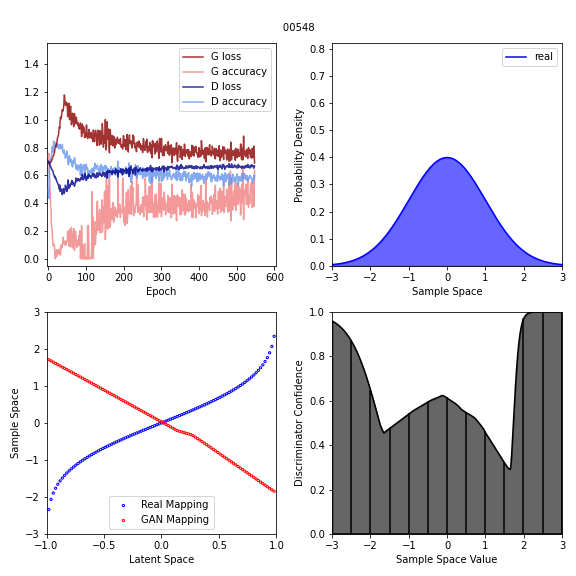 00548
G loss
G accuracy
D loss
D accuracy
1.4
1.2
1.0
0.8
0.6
0.4
0.2
0.0
0 100 200 300 400 500 600
Epoch
real
Probability Density
0.8
0.7
0.6
0.5
0.4
0.3
0.2
0.1
0.0
−3 −2 −1 0 1 2 3
Sample Space
Sample Space
3
2
1
0
−1
−2
−3
Real Mapping
GAN Mapping
−1.0 −0.5 0.0 0.5 1.0
Latent Space
Discriminator Confidence
1.0
0.8
0.6
0.4
0.2
0.0
−3 −2 −1 0 1 2 3
Sample Space Value